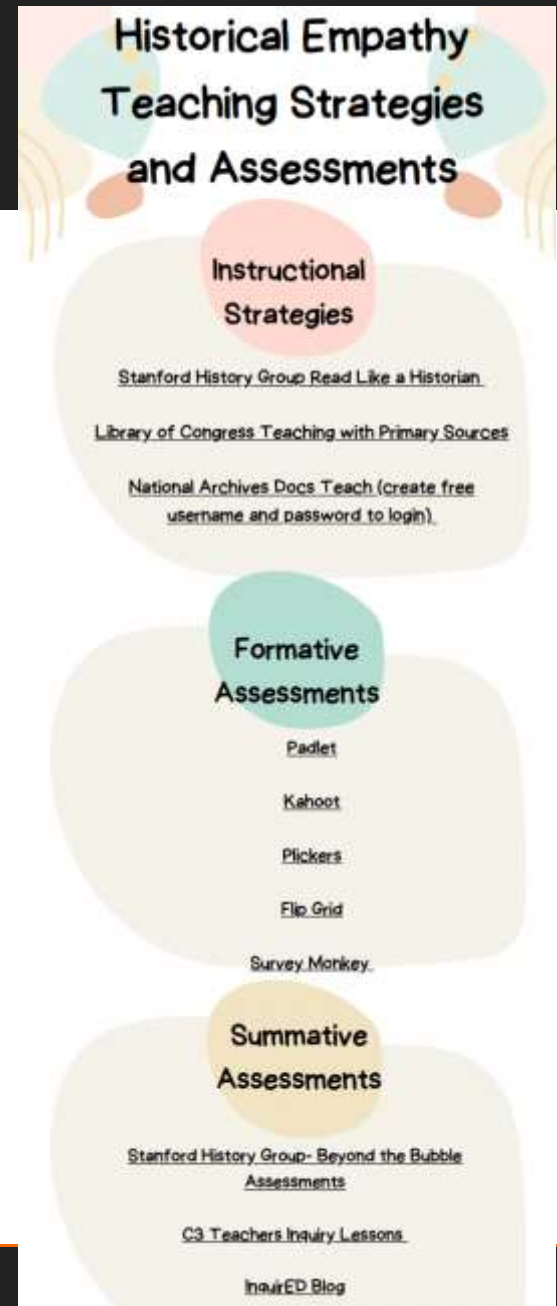 Historical Empathy
Teaching Strategies
and Assessments
Instructional
Strategies
Stanford History Group Read Like a Historian
Library of Congress Teaching with Primary Sources
National Archives Docs Teach (create free
username and password to login)
Formative
Assessments
Padlet
Kahoot
Plickers
Flip Grid
Survey Monkey
Summative
Assessments
Stanford History Group- Beyond the Bubble
Assessments
C3 Teachers Inquiry Lessons
InquirED Blog